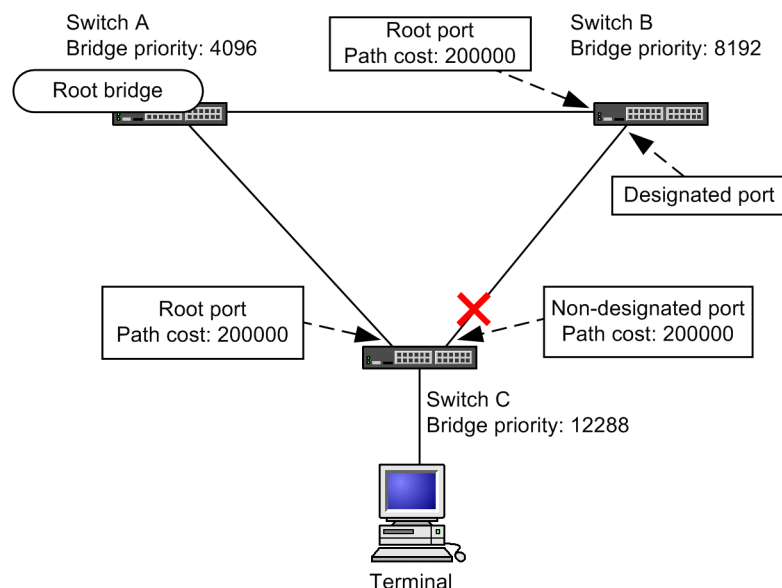 Switch A
Bridge priority: 4096
Root port
Path cost: 200000
Switch B
Bridge priority: 8192
Root bridge
Designated port
Root port
Path cost: 200000
Non-designated port
Path cost: 200000
Switch C
Bridge priority: 12288
Terminal